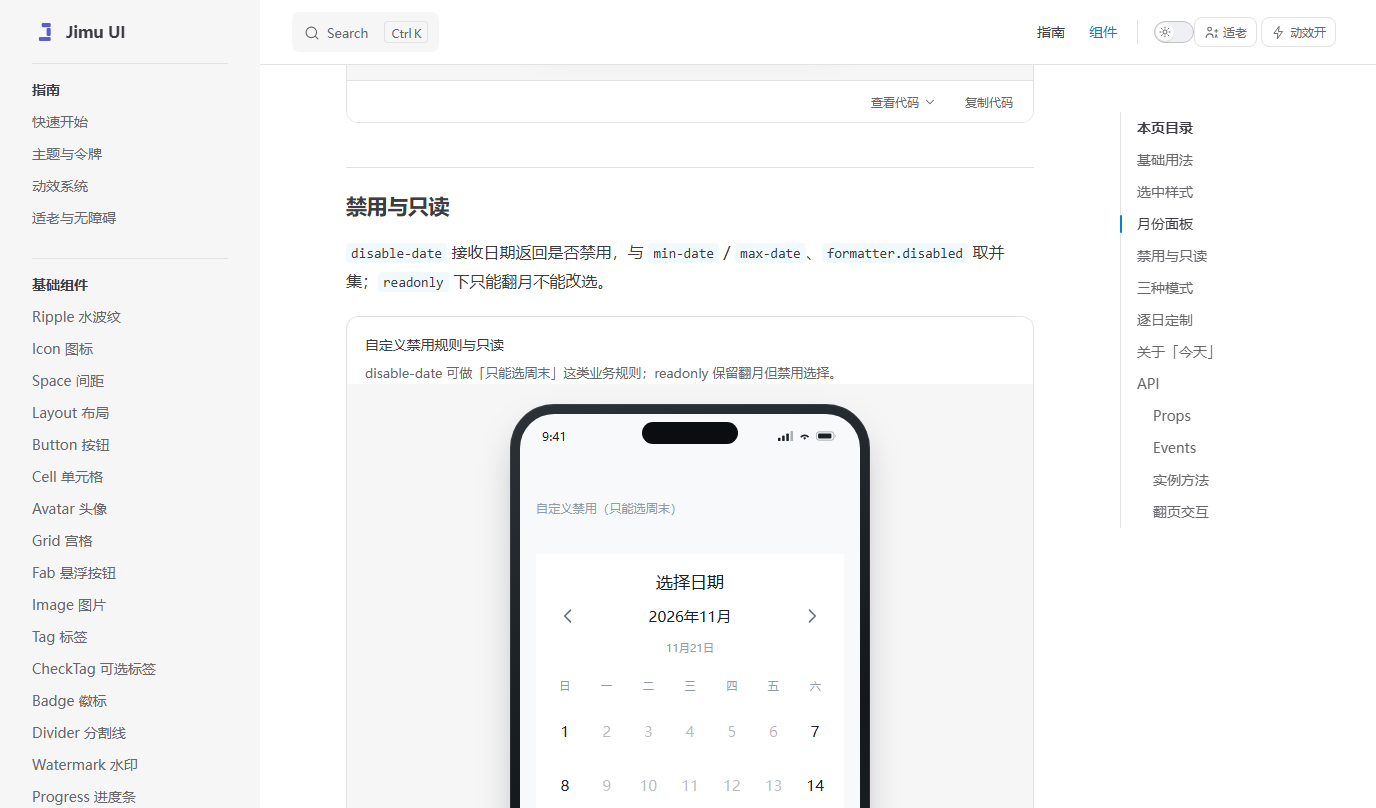 Jimu UI
Search
Ctrl K
指南
组件
适老
动效开
指南
快速开始
主题与令牌
动效系统
适老与无障碍
基础组件
Ripple 水波纹
Icon 图标
Space 间距
Layout 布局
Button 按钮
Cell 单元格
Avatar 头像
Grid 宫格
Fab 悬浮按钮
Image 图片
Tag 标签
CheckTag 可选标签
Badge 徽标
Divider 分割线
Watermark 水印
Progress 进度条
查看代码
复制代码
禁用与只读
disable-date 接收日期返回是否禁用，与 min-date / max-date 、 formatter.disabled 取并
集； readonly 下只能翻月不能改选。
自定义禁用规则与只读
disable-date 可做「只能选周末」这类业务规则；readonly 保留翻月但禁用选择。
9:41
自定义禁用（只能选周末）
选择日期
2026年11月
11月21日
日 一 二 三 四 五 六
1 2 3 4 5 6 7
8 9 10 11 12 13 14
本页目录
基础用法
选中样式
月份面板
禁用与只读
三种模式
逐日定制
关于「今天」
API
Props
Events
实例方法
翻页交互